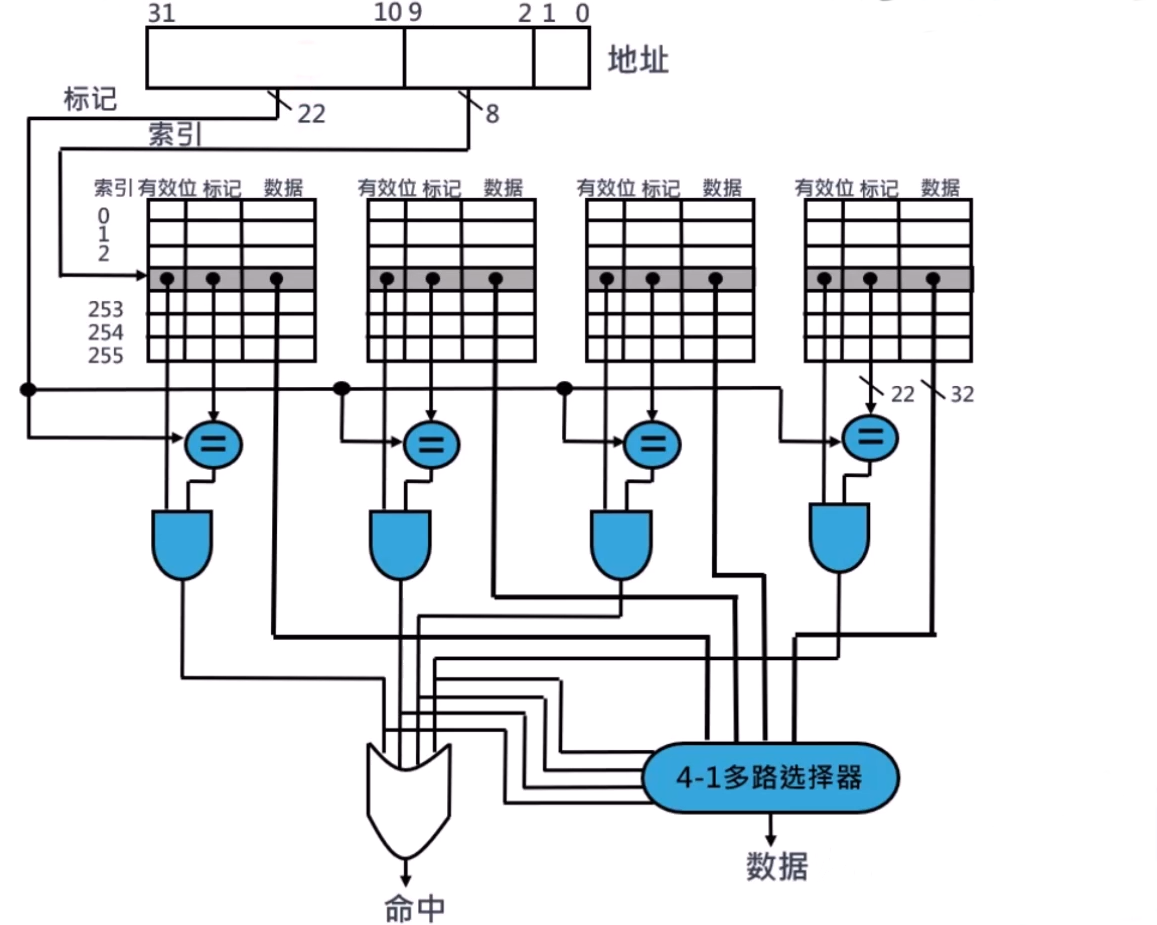 31 10 9 2 1 0
地址
标记 22 8
索引
索引 有效位 标记 数据 有效位 标记 数据 有效位 标记 数据 有效位 标记 数据
0
1
2
253
254
255
22 32
=
=
=
=
4-1多路选择器
数据
命中